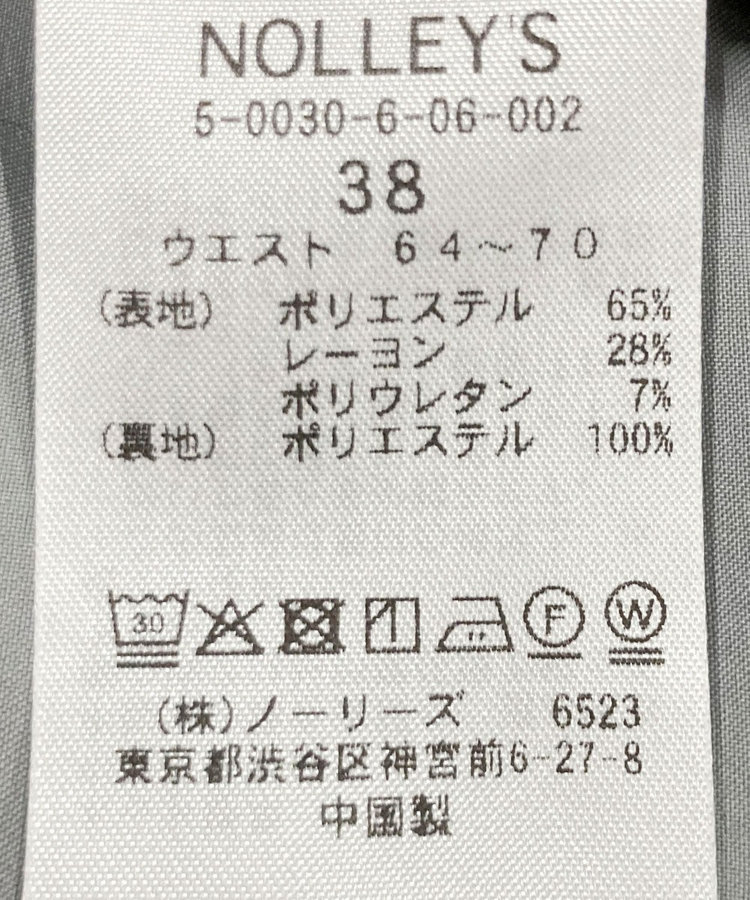 NOLLEY'S
5-0030-6-06-002
38
ウエスト 64～70
(表地) ポリエステル 65%
レーヨン 28%
ポリウレタン 7%
(裏地) ポリエステル 100%
30 F W
(株)ノーリーズ 6523
東京都渋谷区神宮前6-27-8
中国製